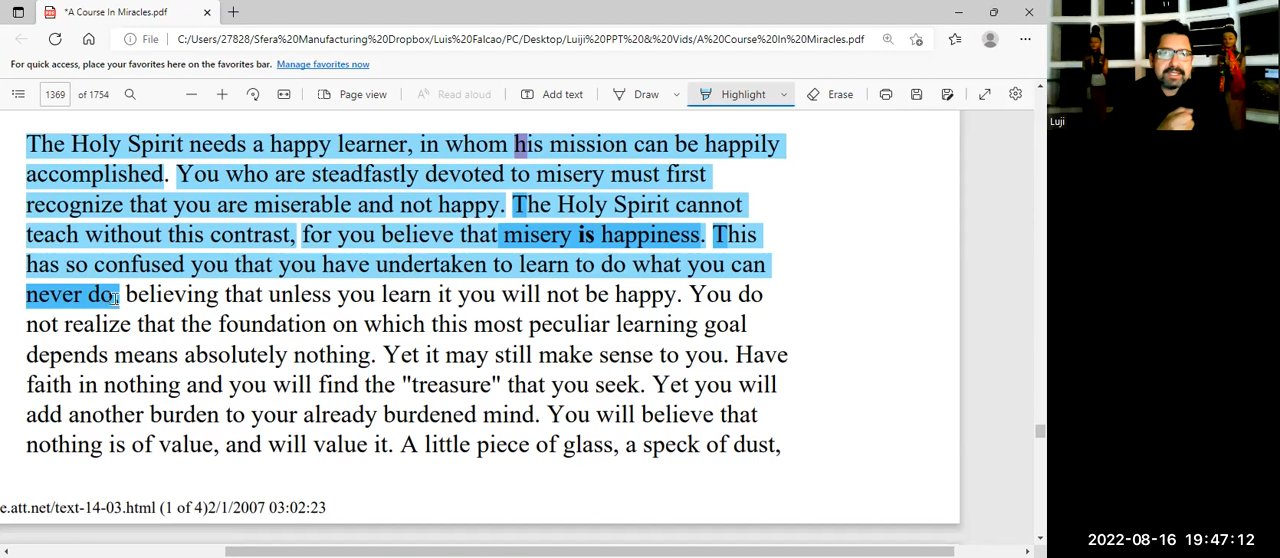 *A Course In Miracles.pdf
File
C:/Users/27828/Sfera%20Manufacturing%20Dropbox/Luis%20Falcao/PC/Desktop/Luiji%20PPT%20&%20Vids/A%20Course%20In%20Miracles.pdf
For quick access, place your favorites here on the favorites bar. Manage favorites now
1369 of 1754
Page view
Read aloud
Add text
Draw
Highlight
Erase
The Holy Spirit needs a happy learner, in whom his mission can be happily
accomplished. You who are steadfastly devoted to misery must first
recognize that you are miserable and not happy. The Holy Spirit cannot
teach without this contrast, for you believe that misery is happiness. This
has so confused you that you have undertaken to learn to do what you can
never do, believing that unless you learn it you will not be happy. You do
not realize that the foundation on which this most peculiar learning goal
depends means absolutely nothing. Yet it may still make sense to you. Have
faith in nothing and you will find the "treasure" that you seek. Yet you will
add another burden to your already burdened mind. You will believe that
nothing is of value, and will value it. A little piece of glass, a speck of dust,
e.att.net/text-14-03.html (1 of 4)2/1/2007 03:02:23
Luji
2022-08-16 19:47:12